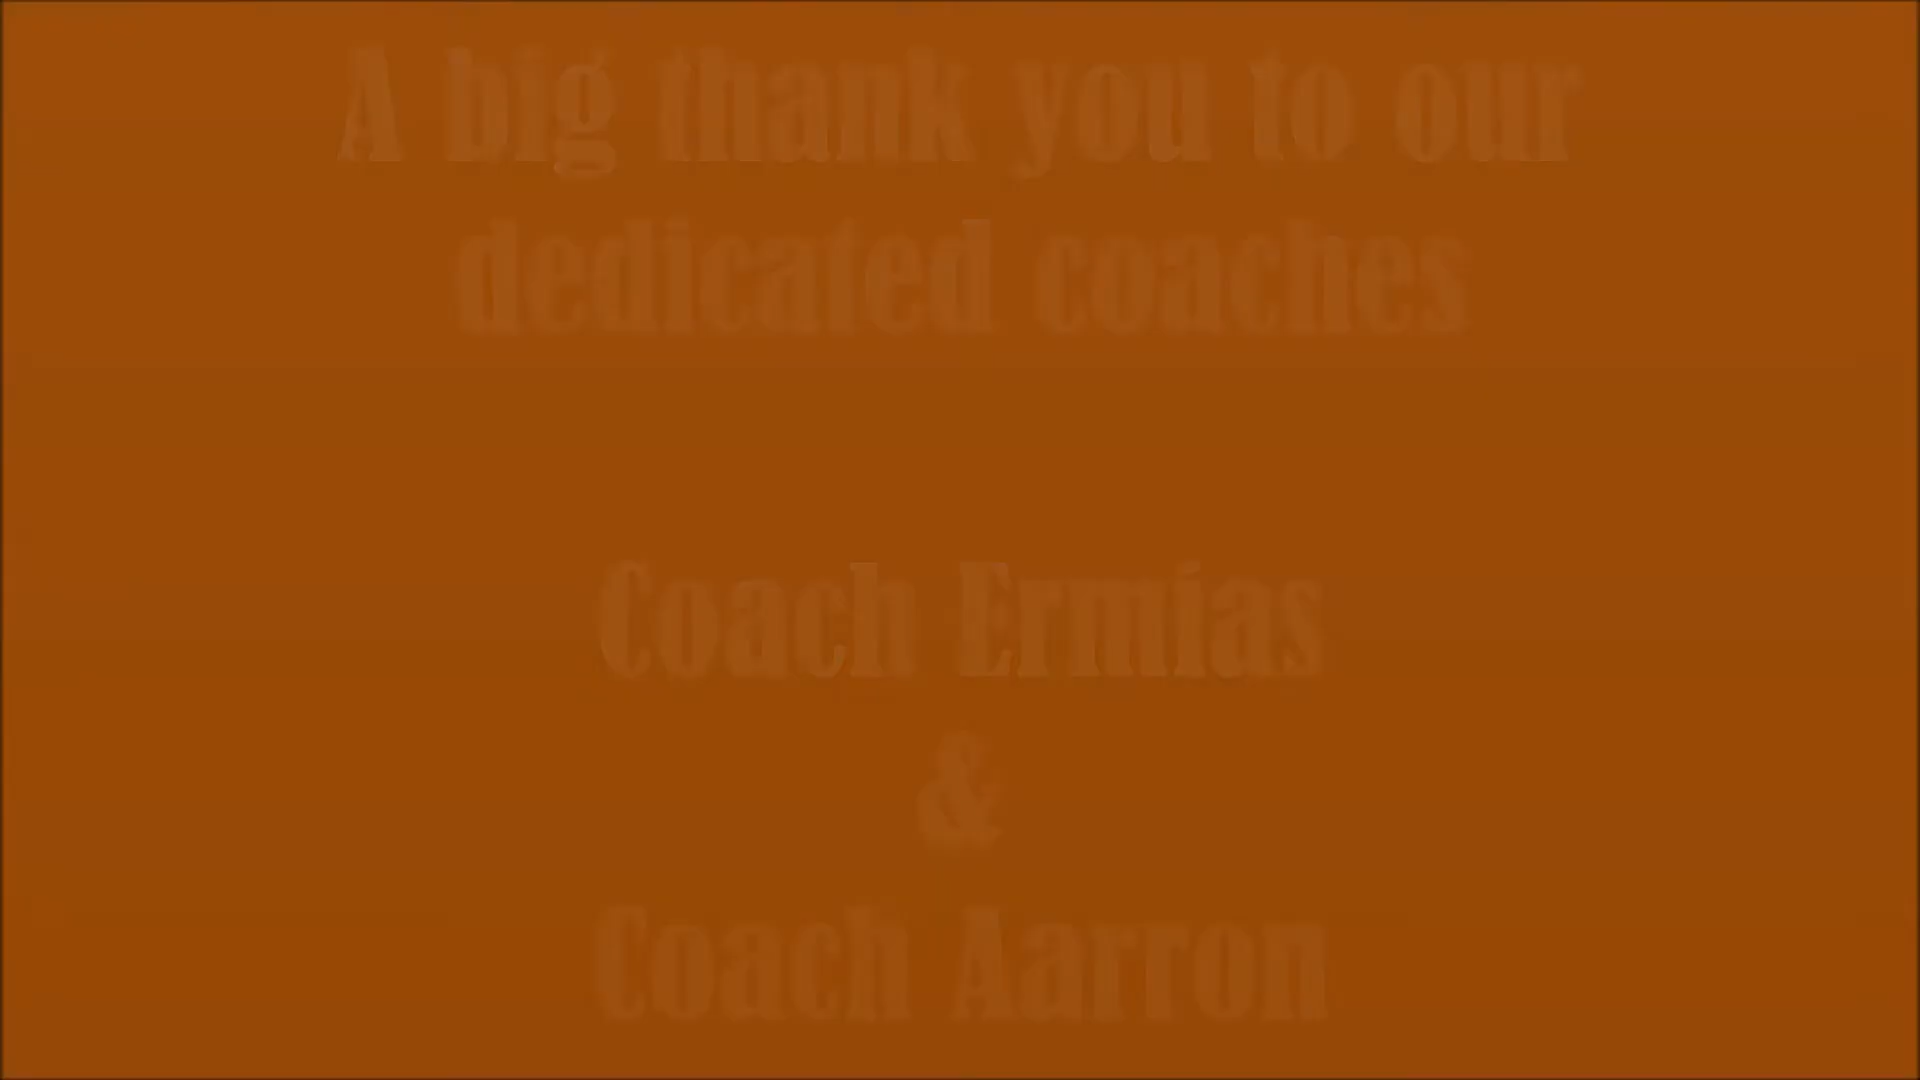 A big thank you to our
dedicated coaches
Coach Ermias
&
Coach Aarron